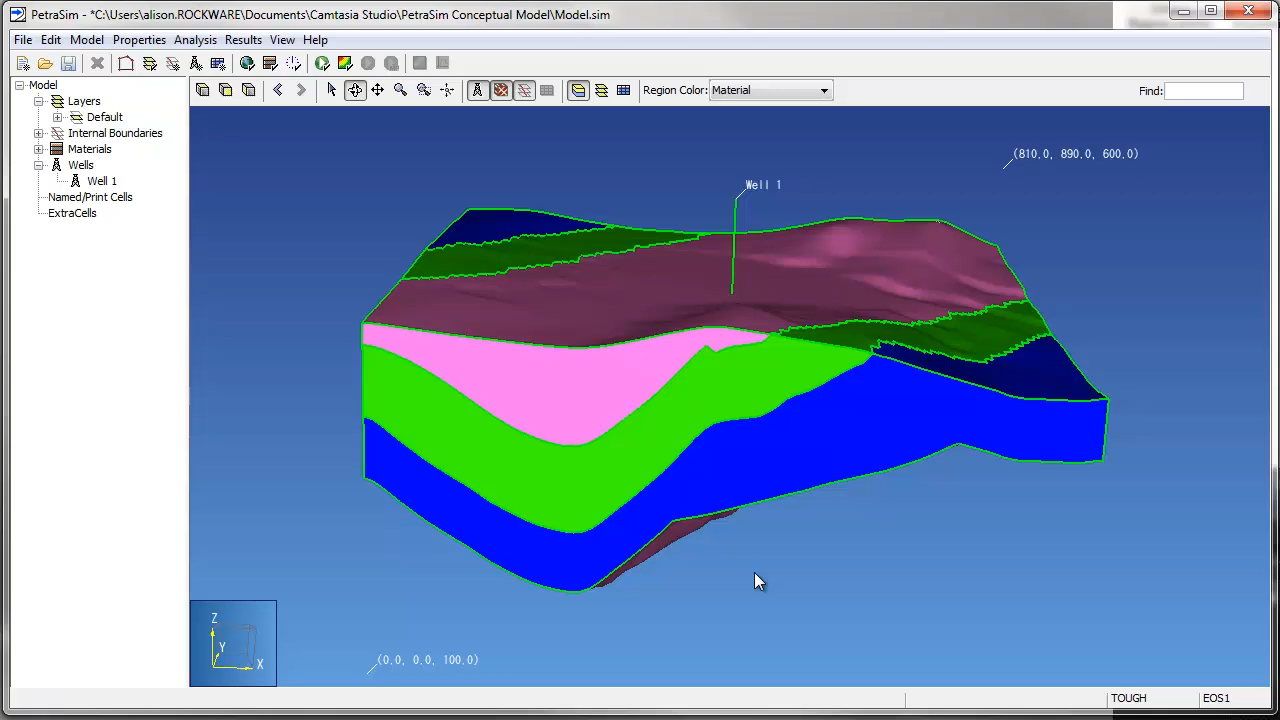 PetraSim - *C:\Users\alison.ROCKWARE\Documents\Camtasia Studio\PetraSim Conceptual Model\Model.sim
File Edit Model Properties Analysis Results View Help
Model
Layers
Default
Internal Boundaries
Materials
Wells
Well 1
Named/Print Cells
ExtraCells
Region Color: Material
Find:
(810.0, 890.0, 600.0)
Well 1
(0.0, 0.0, 100.0)
Z
Y
X
TOUGH
EOS1